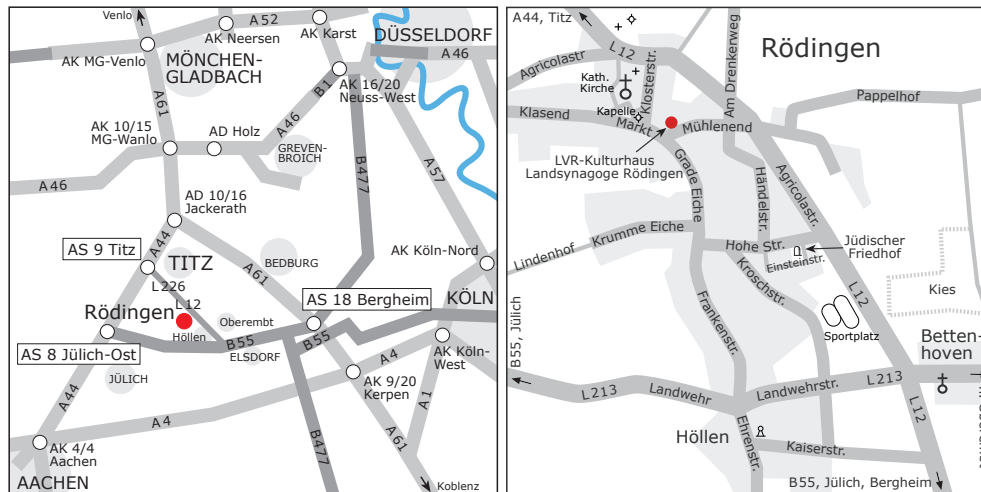 Venlo
A52
AK Neersen
AK Karst
DÜSSELDORF
A46
AK MG-Venlo
MÖNCHEN-
GLADBACH
AK 16/20
Neuss-West
B1
A61
A46
AK 10/15
MG-Wanlo
AD Holz
GREVEN-
BROICH
B477
A57
A46
AD 10/16
Jackerath
AS 9 Titz
A44
TITZ
BEDBURG
A61
AK Köln-Nord
L226
L12
Rödingen
AS 18 Bergheim
KÖLN
Oberembt
Höllen
B55
ELSDORF
B55
AS 8 Jülich-Ost
A4
AK Köln-
West
JÜLICH
AK 9/20
Kerpen
A44
A4
A1
AK 4/4
Aachen
B477
A61
AACHEN
Koblenz
A44, Titz
L12
Rödingen
Agricolastr.
Kath.
Kirche
Klosterstr.
Am Drenkerweg
Pappelhof
Klasend
Kapelle
Markt
Mühlenend
LVR-Kulturhaus
Landsynagoge Rödingen
Grade Eiche
Händelstr.
Agricolastr.
Krumme Eiche
Lindenhof
Hohe Str.
Jüdischer
Friedhof
Einsteinstr.
Kroschstr.
L12
Kies
Frankenstr.
Sportplatz
B55, Jülich
Betten-
hoven
L213
Landwehr
Landwehrstr.
L213
L12
Höllen
Ehrenstr.
Kaiserstr.
B55, Jülich, Bergheim